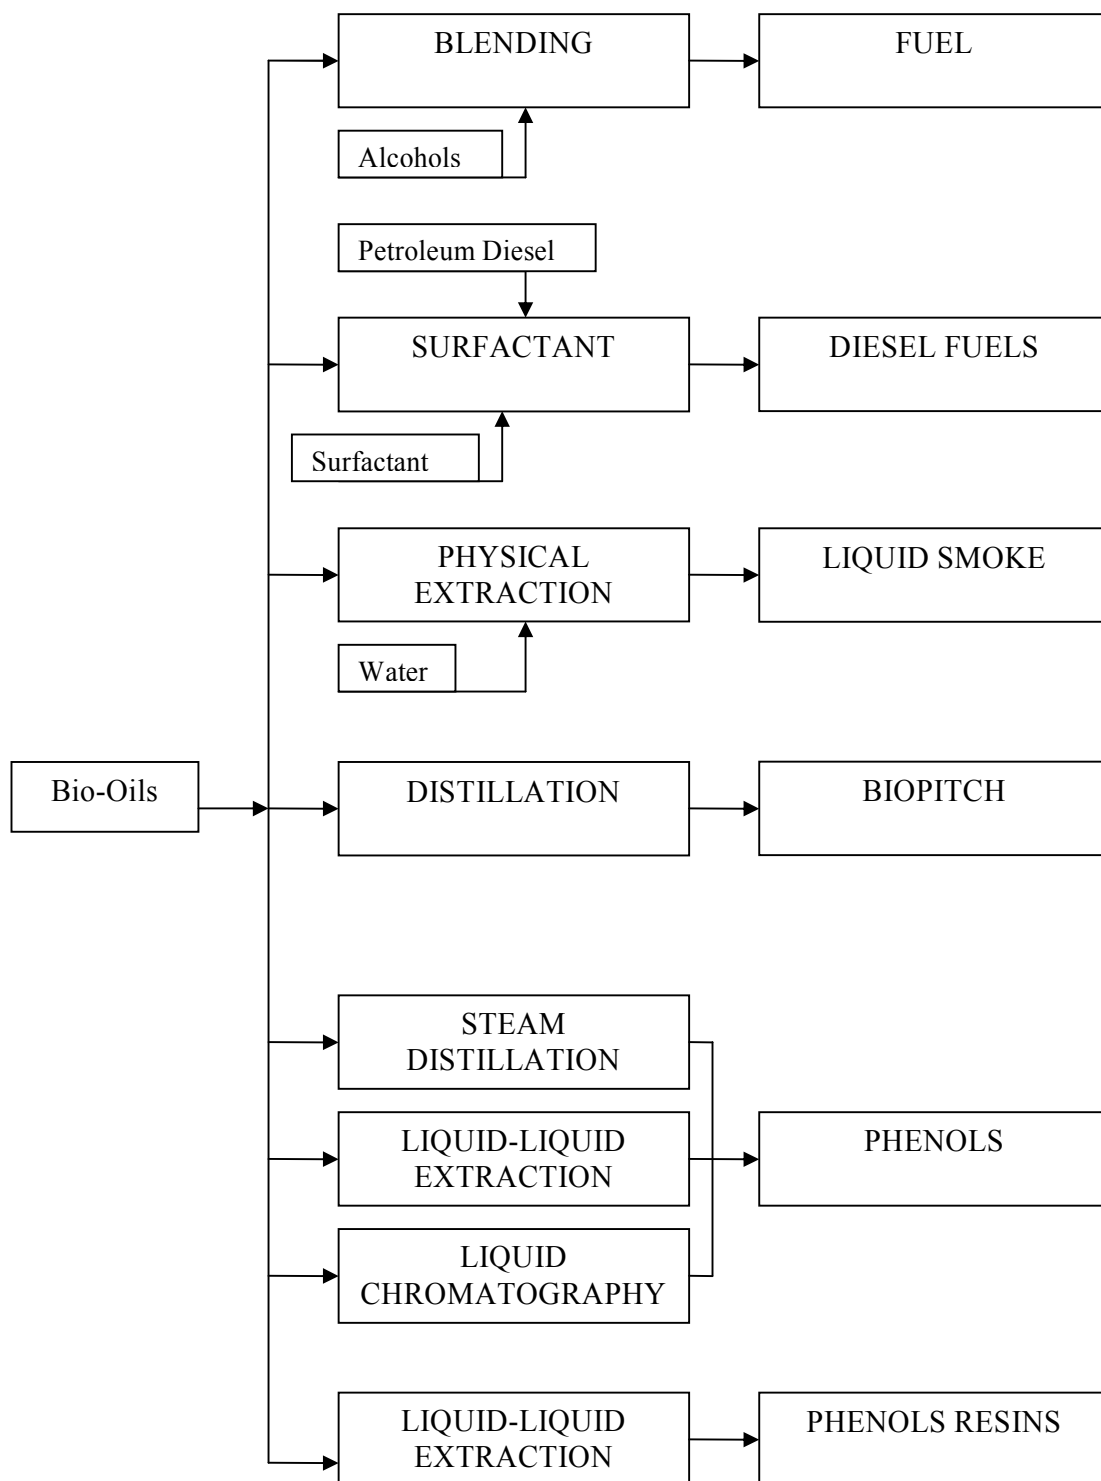 BLENDING
FUEL
Alcohols
Petroleum Diesel
SURFACTANT
DIESEL FUELS
Surfactant
PHYSICAL
EXTRACTION
LIQUID SMOKE
Water
Bio-Oils
DISTILLATION
BIOPITCH
STEAM
DISTILLATION
LIQUID-LIQUID
EXTRACTION
PHENOLS
LIQUID
CHROMATOGRAPHY
LIQUID-LIQUID
EXTRACTION
PHENOLS RESINS